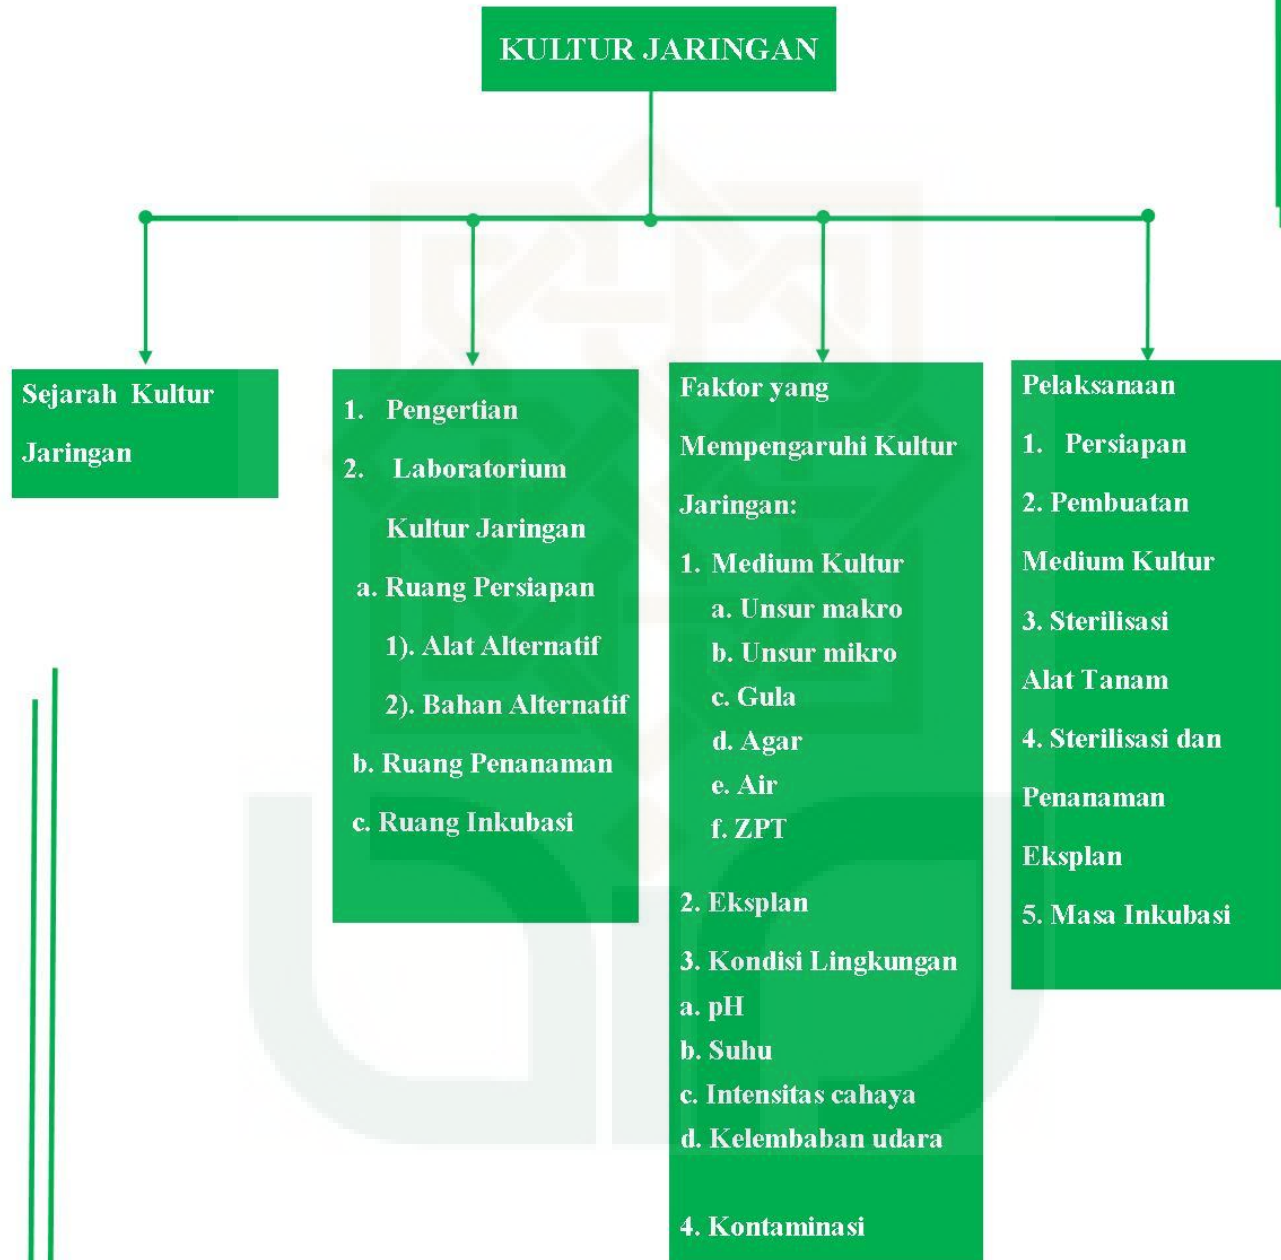 KULTUR JARINGAN
Sejarah Kultur
Jaringan
1. Pengertian
2. Laboratorium
Kultur Jaringan
a. Ruang Persiapan
1). Alat Alternatif
2). Bahan Alternatif
b. Ruang Penanaman
c. Ruang Inkubasi
Faktor yang
Mempengaruhi Kultur
Jaringan:
1. Medium Kultur
a. Unsur makro
b. Unsur mikro
c. Gula
d. Agar
e. Air
f. ZPT
2. Eksplan
3. Kondisi Lingkungan
a. pH
b. Suhu
c. Intensitas cahaya
d. Kelembaban udara
4. Kontaminasi
Pelaksanaan
1. Persiapan
2. Pembuatan
Medium Kultur
3. Sterilisasi
Alat Tanam
4. Sterilisasi dan
Penanaman
Eksplan
5. Masa Inkubasi